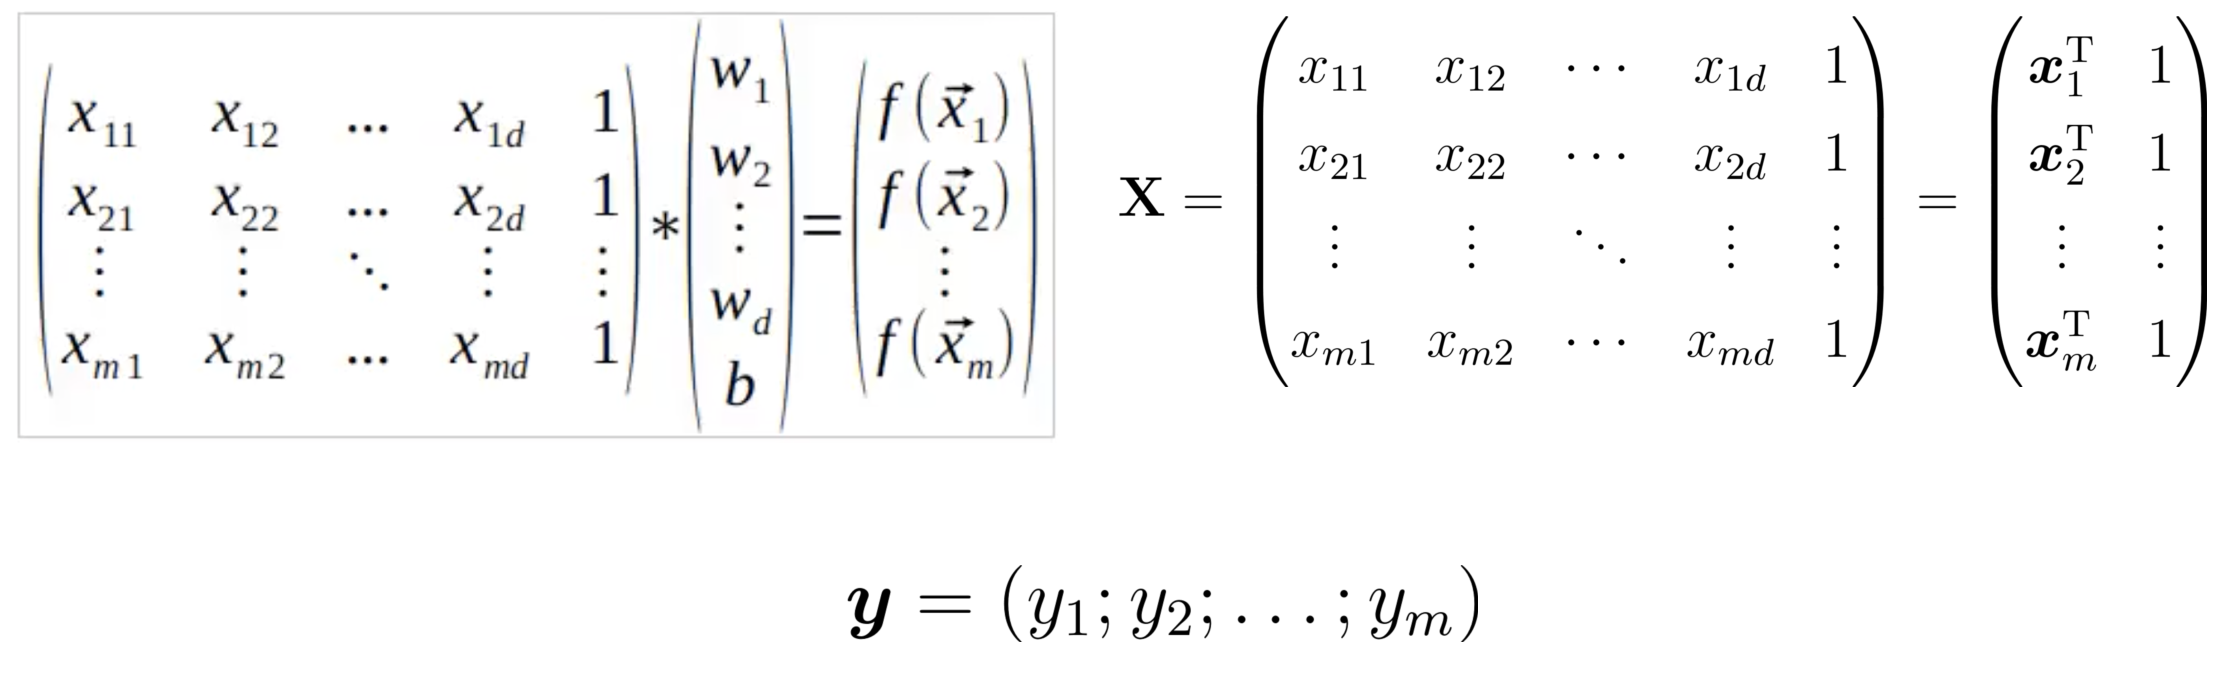 x₁₁ x₁₂ ... x₁d 1
x₂₁ x₂₂ ... x₂d 1
⋮ ⋮ ⋱ ⋮ ⋮
xₘ₁ xₘ₂ ... xₘd 1
*
w₁
w₂
⋮
w_d
b
=
f(x⃗₁)
f(x⃗₂)
⋮
f(x⃗ₘ)
X =
x₁₁ x₁₂ ⋯ x₁d 1
x₂₁ x₂₂ ⋯ x₂d 1
⋮ ⋮ ⋱ ⋮ ⋮
xₘ₁ xₘ₂ ⋯ xₘd 1
=
x₁ᵀ 1
x₂ᵀ 1
⋮ ⋮
xₘᵀ 1
y = (y₁; y₂; . . . ; yₘ)